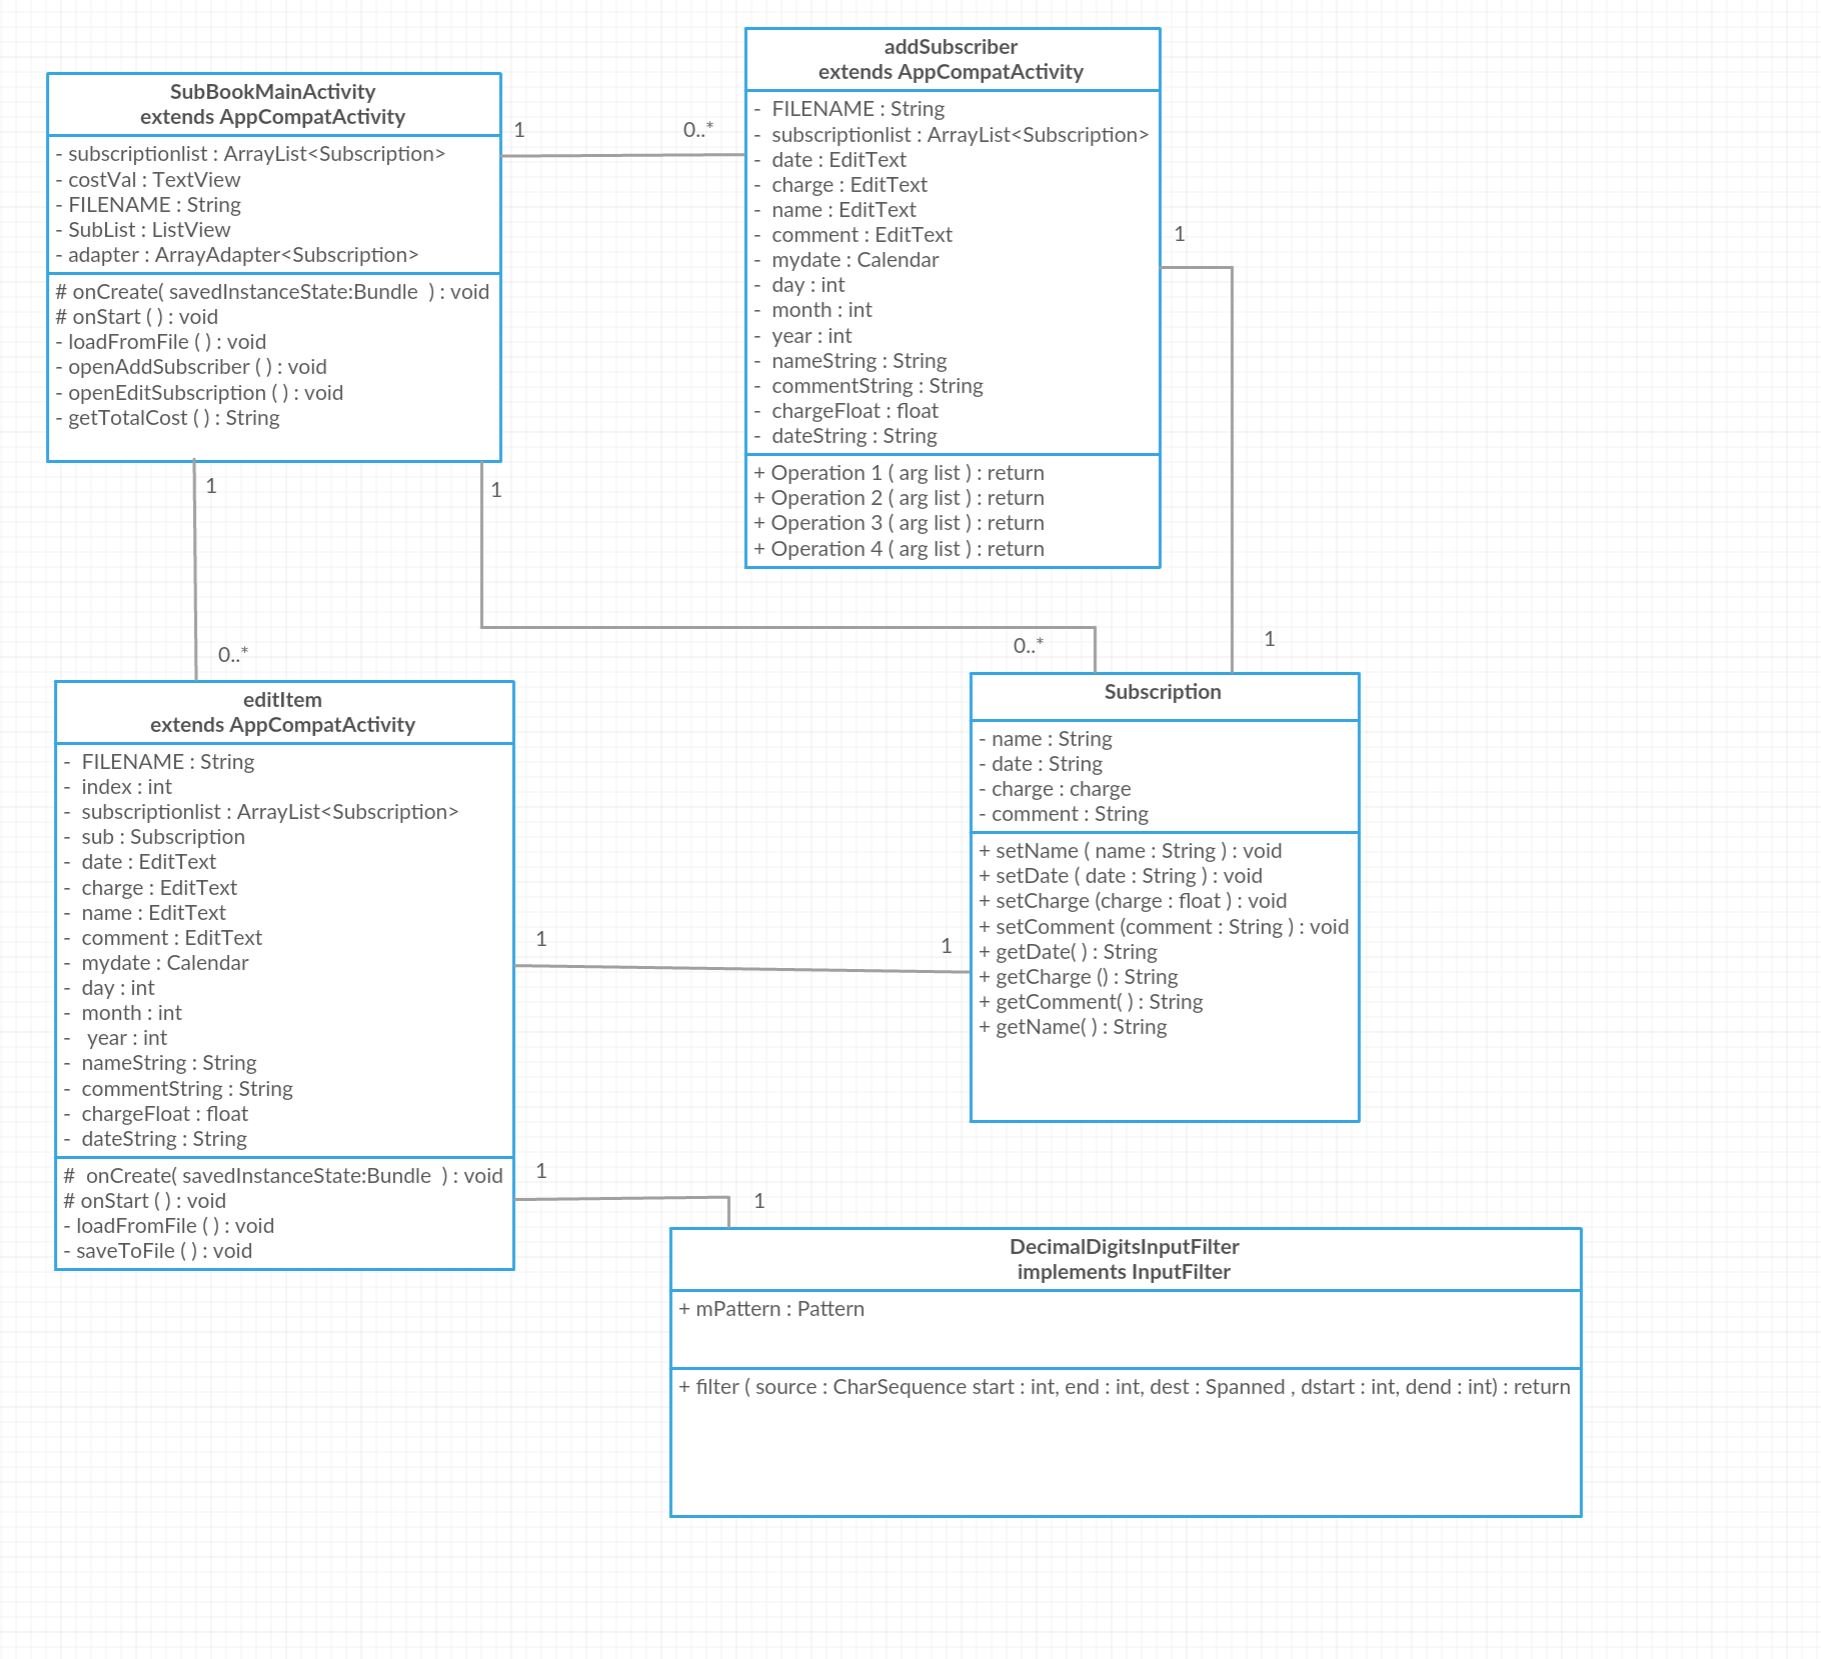 SubBookMainActivity
extends AppCompatActivity
- subscriptionlist : ArrayList<Subscription>
- costVal : TextView
- FILENAME : String
- SubList : ListView
- adapter : ArrayAdapter<Subscription>
# onCreate( savedInstanceState:Bundle ) : void
# onStart ( ) : void
- loadFromFile ( ) : void
- openAddSubscriber ( ) : void
- openEditSubscription ( ) : void
- getTotalCost ( ) : String
1
0..*
addSubscriber
extends AppCompatActivity
- FILENAME : String
- subscriptionlist : ArrayList<Subscription>
- date : EditText
- charge : EditText
- name : EditText
- comment : EditText
- mydate : Calendar
- day : int
- month : int
- year : int
- nameString : String
- commentString : String
- chargeFloat : float
- dateString : String
+ Operation 1 ( arg list ) : return
+ Operation 2 ( arg list ) : return
+ Operation 3 ( arg list ) : return
+ Operation 4 ( arg list ) : return
1
1
1
0..*
0..*
1
editItem
extends AppCompatActivity
- FILENAME : String
- index : int
- subscriptionlist : ArrayList<Subscription>
- sub : Subscription
- date : EditText
- charge : EditText
- name : EditText
- comment : EditText
- mydate : Calendar
- day : int
- month : int
- year : int
- nameString : String
- commentString : String
- chargeFloat : float
- dateString : String
# onCreate( savedInstanceState:Bundle ) : void
# onStart ( ) : void
- loadFromFile ( ) : void
- saveToFile ( ) : void
1
1
Subscription
- name : String
- date : String
- charge : charge
- comment : String
+ setName ( name : String ) : void
+ setDate ( date : String ) : void
+ setCharge (charge : float ) : void
+ setComment (comment : String ) : void
+ getDate( ) : String
+ getCharge () : String
+ getComment( ) : String
+ getName( ) : String
1
1
DecimalDigitsInputFilter
implements InputFilter
+ mPattern : Pattern
+ filter ( source : CharSequence start : int, end : int, dest : Spanned , dstart : int, dend : int) : return